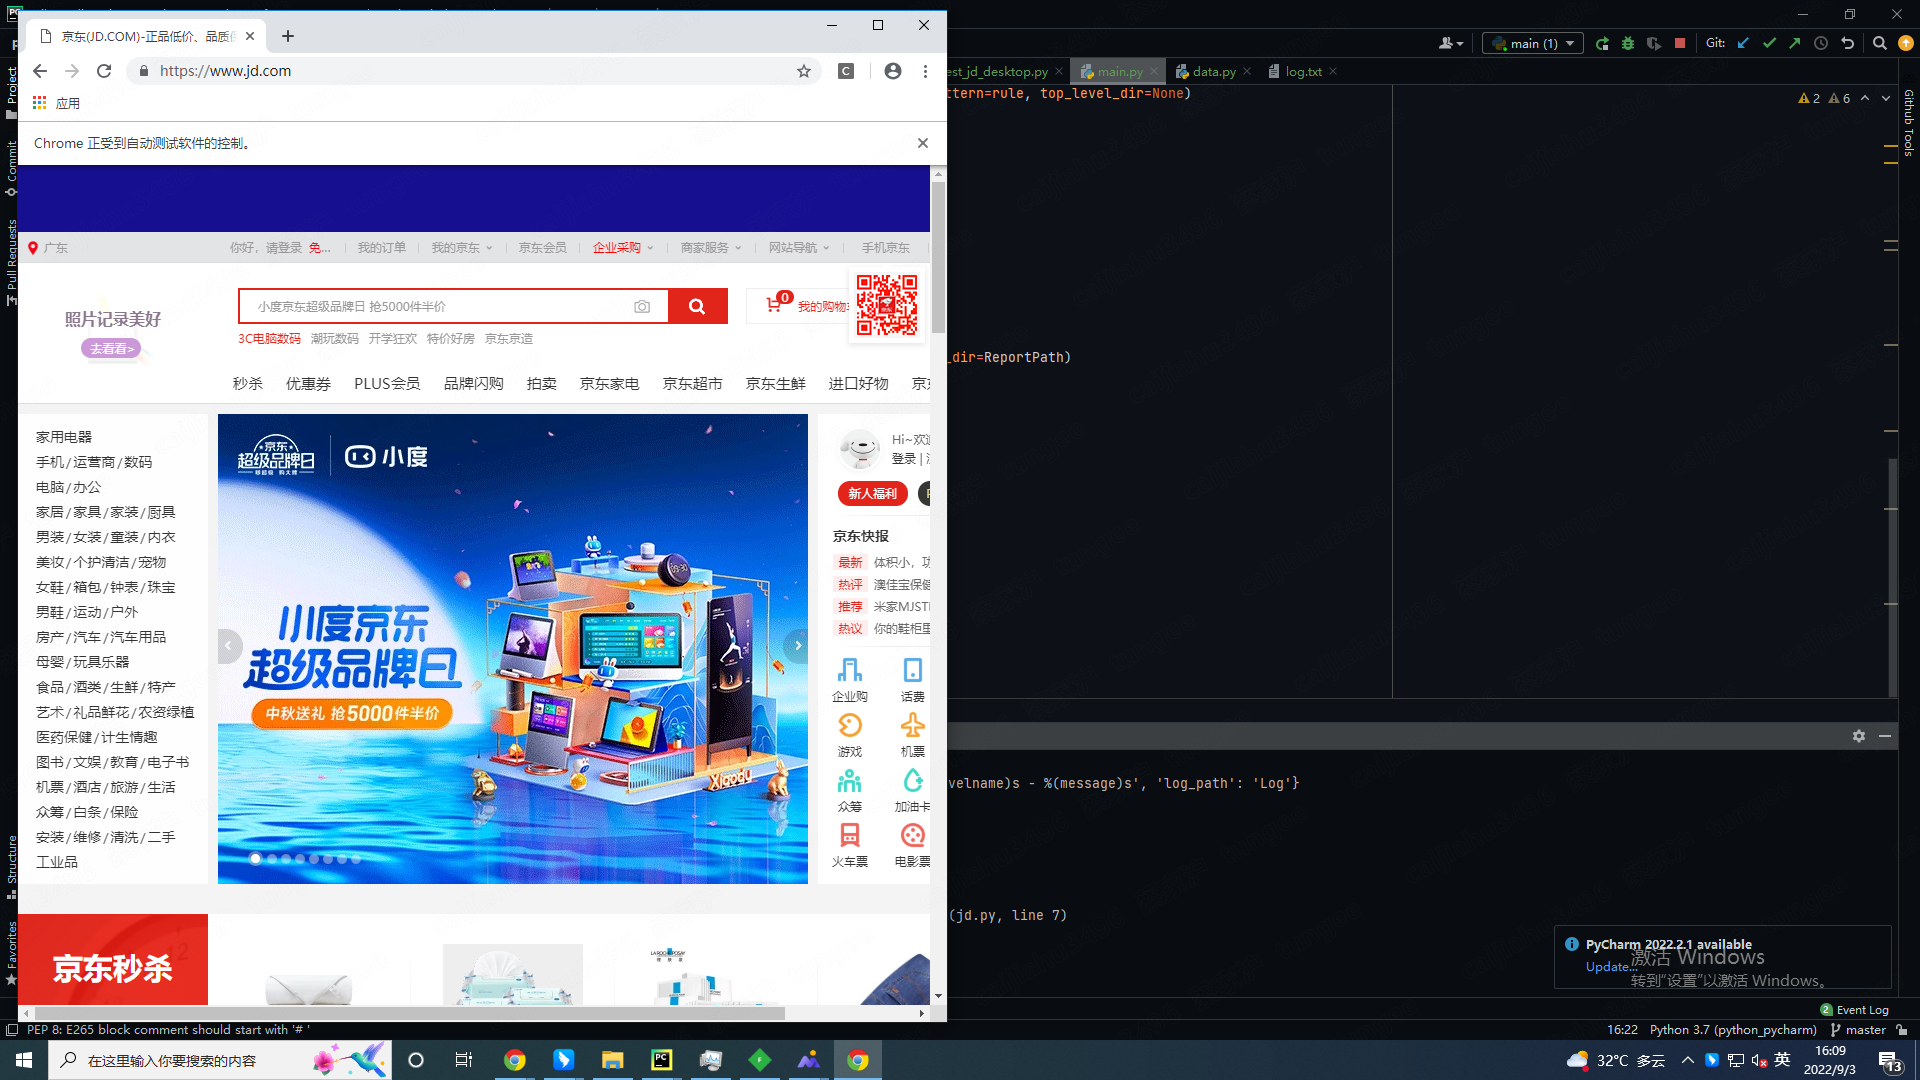 京东(JD.COM)-正品低价、品质
https://www.jd.com
应用
Chrome 正受到自动测试软件的控制。
广东
你好，请登录 免...
我的订单
我的京东
京东会员
企业采购
商家服务
网站导航
手机京东
照片记录美好
去看看>
小度京东超级品牌日 抢5000件半价
0
我的购物
3C电脑数码 潮玩数码 开学狂欢 特价好房 京东京造
秒杀 优惠券 PLUS会员 品牌闪购 拍卖 京东家电 京东超市 京东生鲜 进口好物 京
家用电器
手机/运营商/数码
电脑/办公
家居/家具/家装/厨具
男装/女装/童装/内衣
美妆/个护清洁/宠物
女鞋/箱包/钟表/珠宝
男鞋/运动/户外
房产/汽车/汽车用品
母婴/玩具乐器
食品/酒类/生鲜/特产
艺术/礼品鲜花/农资绿植
医药保健/计生情趣
图书/文娱/教育/电子书
机票/酒店/旅游/生活
众筹/白条/保险
安装/维修/清洗/二手
工业品
京东
超级品牌日
小度
小度京东
超级品牌日
中秋送礼 抢5000件半价
Xiaodu
Hi~欢
登录 |
新人福利
京东快报
最新 体积小，
热评 澳佳宝保健
推荐 米家MJST
热议 你的鞋柜里
企业购 话费
游戏 机票
众筹 加油卡
火车票 电影票
京东秒杀
LA ROCHE-POSAY
理肤泉
Project
Commit
Pull Requests
Structure
Favorites
main (1)
Git:
est_jd_desktop.py
main.py
data.py
log.txt
ttern=rule, top_level_dir=None)
2 6
Github Tools
_dir=ReportPath)
velname)s - %(message)s', 'log_path': 'Log'}
(jd.py, line 7)
PyCharm 2022.2.1 available
Update...
激活 Windows
转到"设置"以激活 Windows。
2 Event Log
PEP 8: E265 block comment should start with '# '
16:22 Python 3.7 (python_pycharm) master
在这里输入你要搜索的内容
32°C 多云
英
16:09
2022/9/3
13